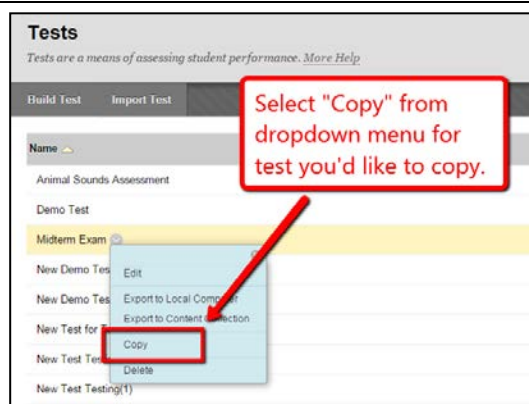 Tests
Tests are a means of assessing student performance. More Help
Build Test Import Test
Select "Copy" from
dropdown menu for
test you'd like to copy.
Name
Animal Sounds Assessment
Demo Test
Midterm Exam
New Demo Tes
Edit
New Demo Tes
Export to Local Computer
Export to Content Collection
New Test for T
Copy
New Test Tes
Delete
New Test Testing(1)